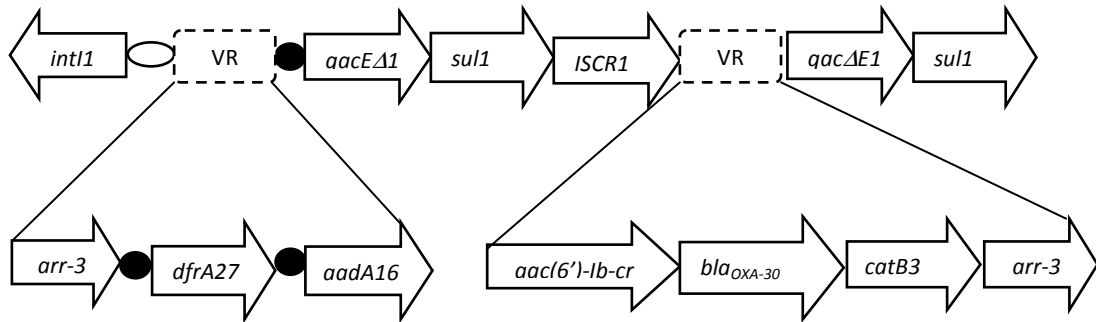 intI1 VR qacEΔ1 sul1 ISCR1 VR qacΔE1 sul1
arr-3 dfrA27 aadA16 aac(6’)-Ib-cr blaOXA-30 catB3 arr-3